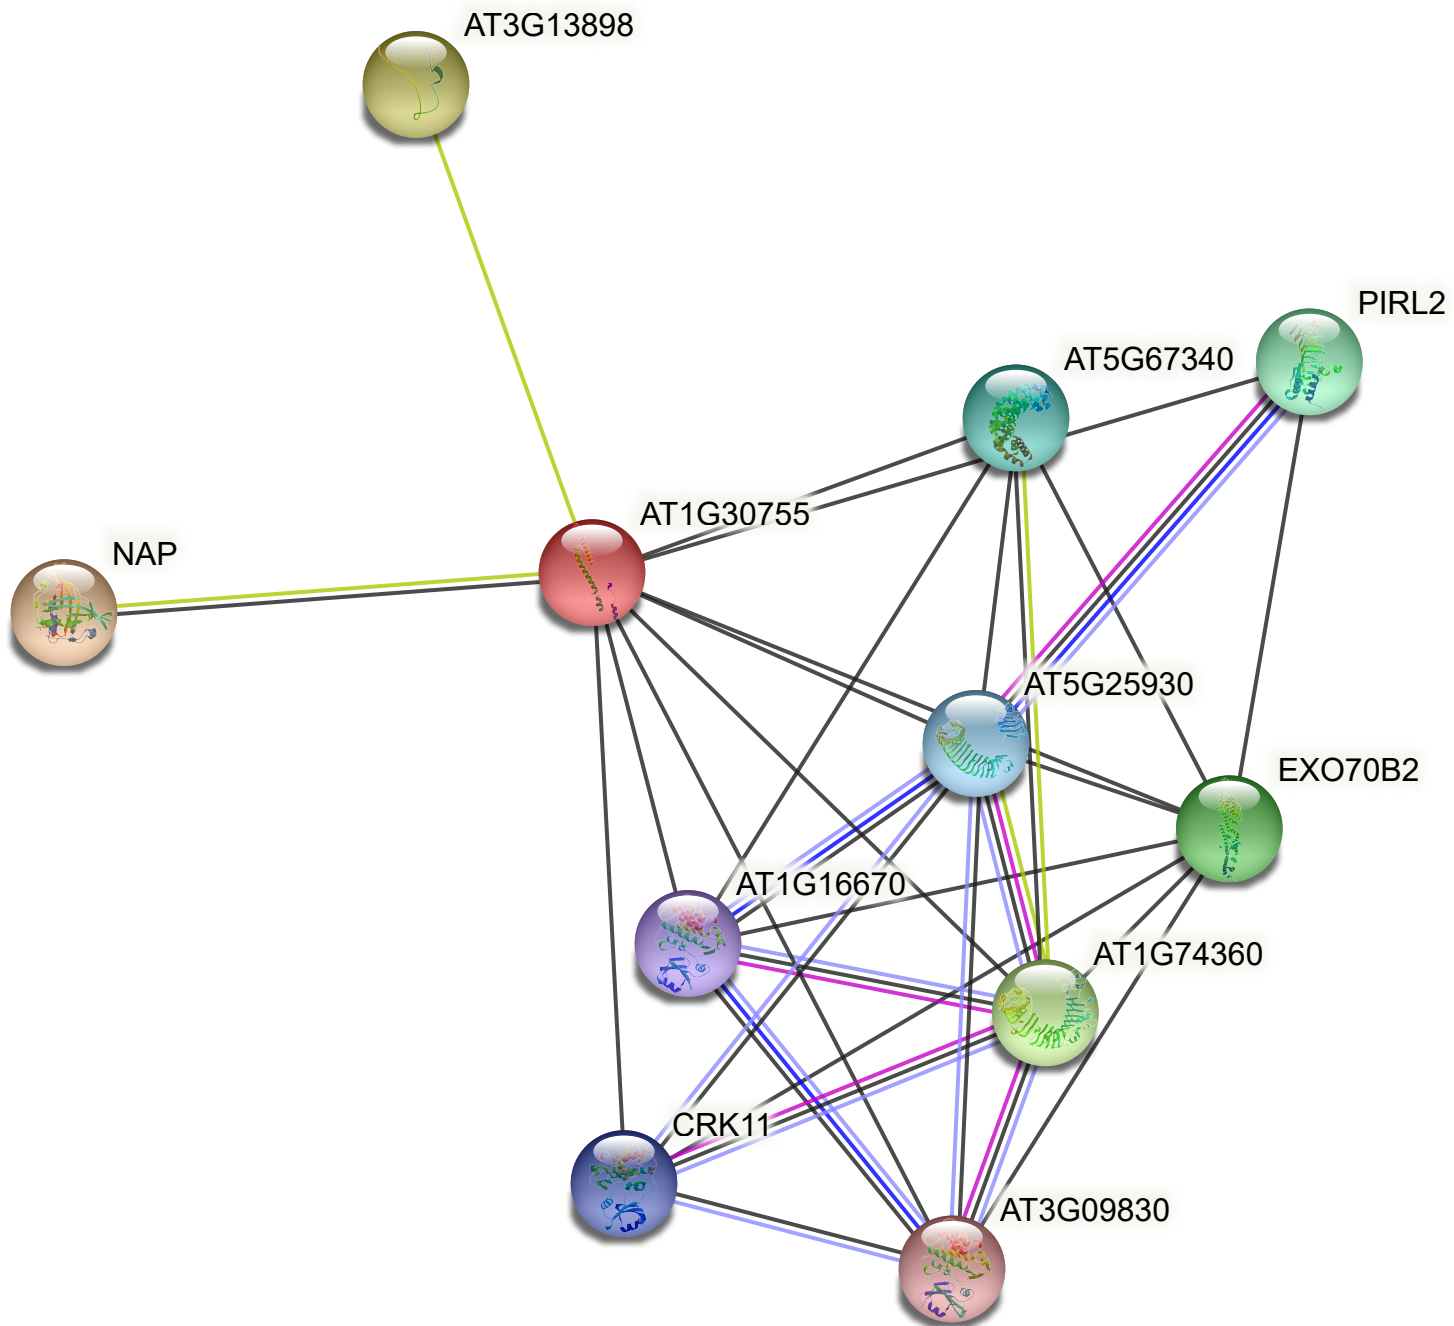 AT3G13898
PIRL2
AT5G67340
AT1G30755
NAP
AT5G25930
EXO70B2
AT1G16670
AT1G74360
CRK11
AT3G09830